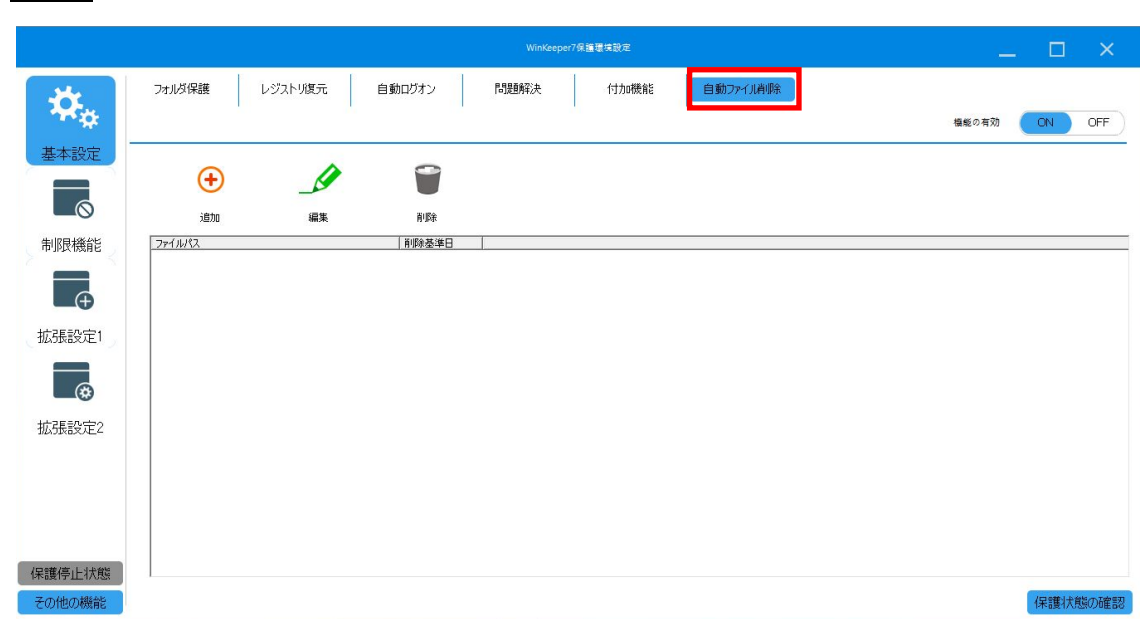 WinKeeper7保護環境設定
フォルダ保護 レジストリ復元 自動ログオン 問題解決 付加機能 自動ファイル削除
機能の有効 ON OFF
基本設定
追加 編集 削除
制限機能
ファイルパス 削除基準日
拡張設定1
拡張設定2
保護停止状態
その他の機能 保護状態の確認